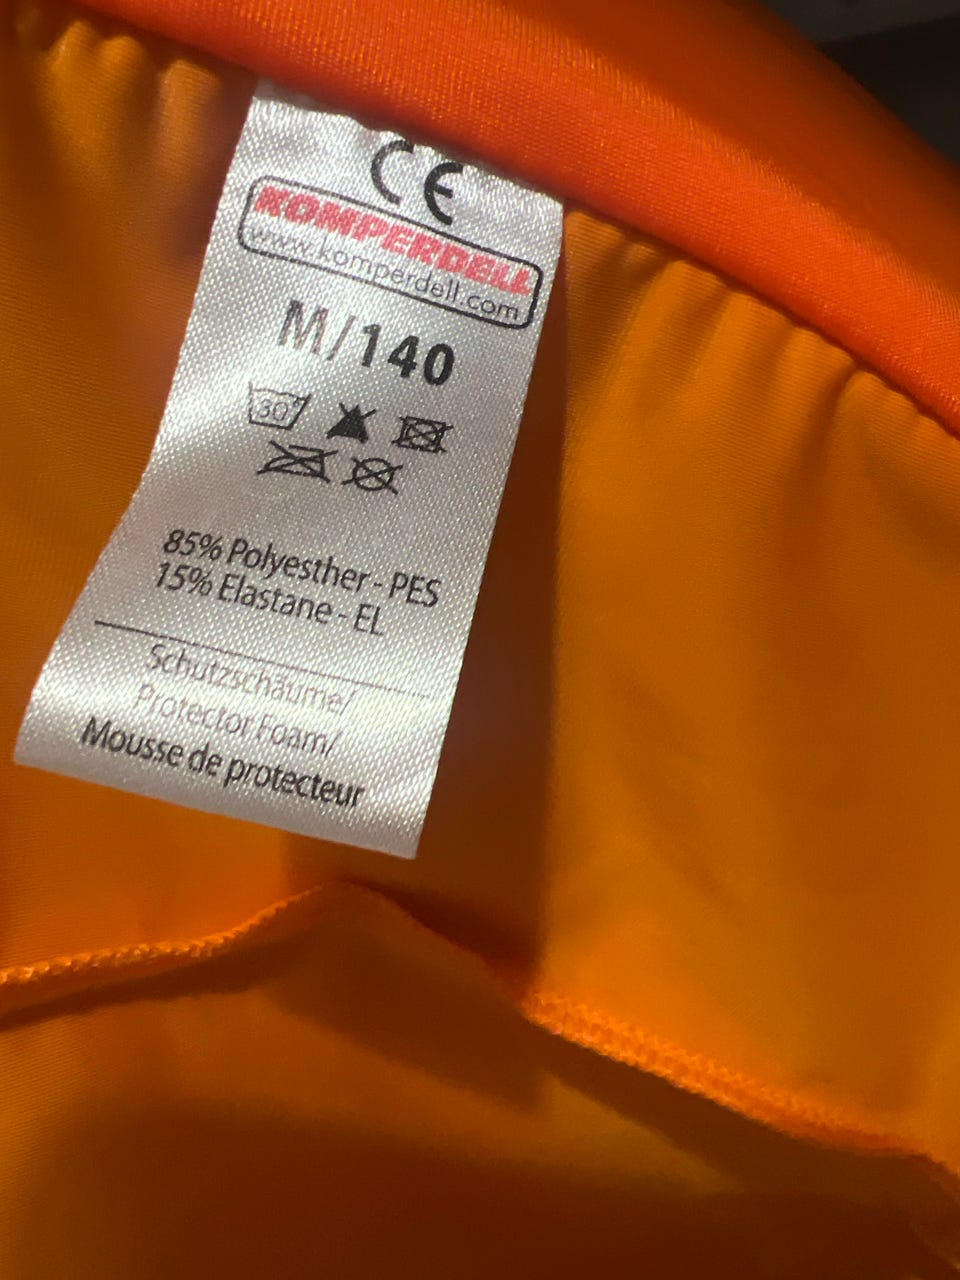 CE
KOMPERDELL
www.komperdell.com
M/140
30°
85% Polyesther - PES
15% Elastane - EL
Schutzschäume/
Protector Foam/
Mousse de protecteur